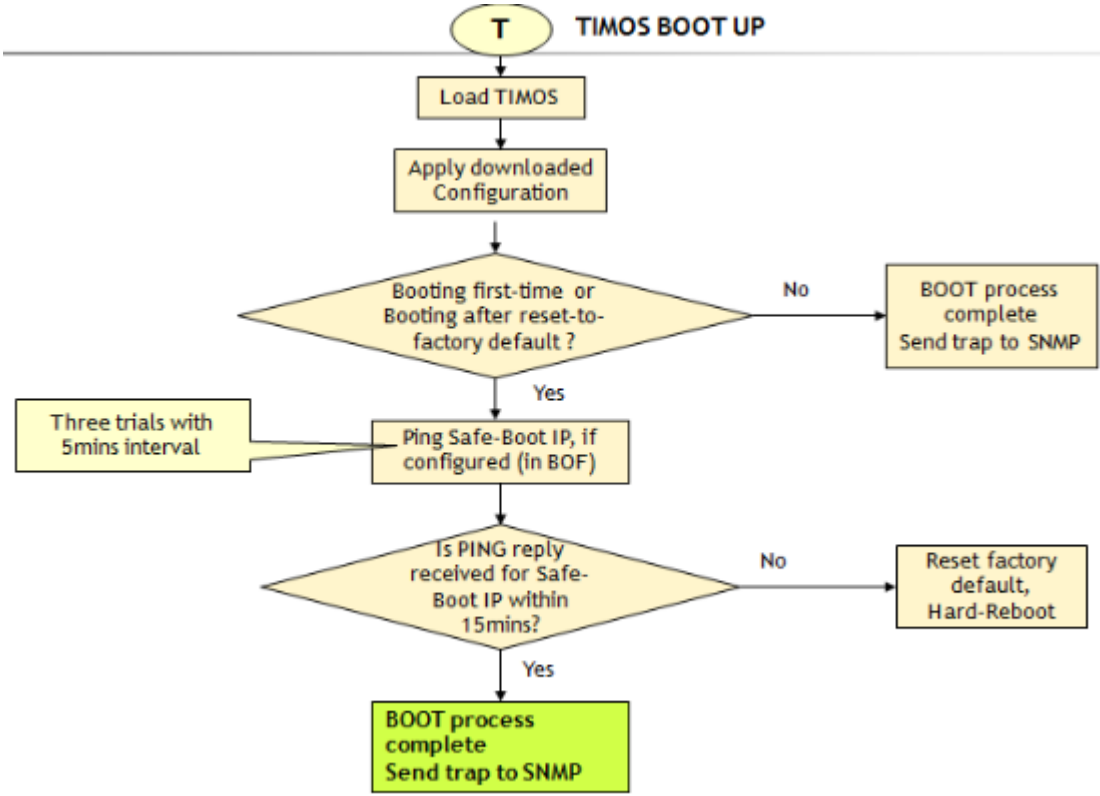 T
TIMOS BOOT UP
Load TIMOS
Apply downloaded
Configuration
Booting first-time or
Booting after reset-to-
factory default ?
No
BOOT process
complete
Send trap to SNMP
Yes
Three trials with
5mins interval
Ping Safe-Boot IP, if
configured (in BOF)
Is PING reply
received for Safe-
Boot IP within
15mins?
No
Reset factory
default,
Hard-Reboot
Yes
BOOT process
complete
Send trap to SNMP